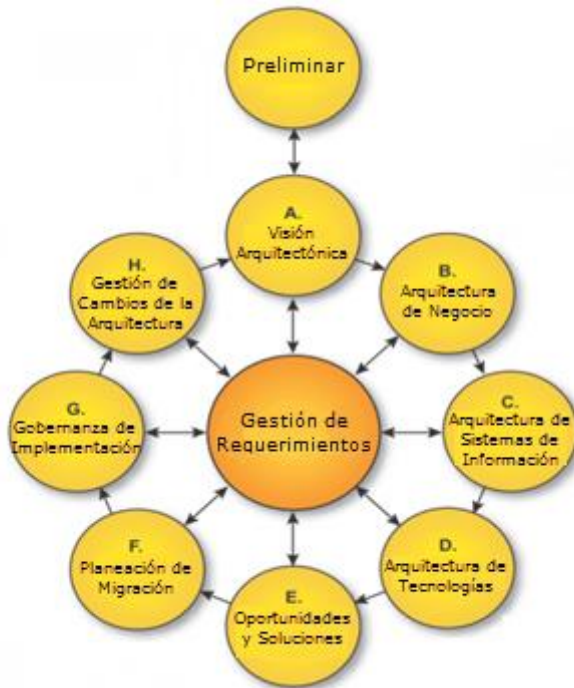 Preliminar
A.
Visión
Arquitectónica
B.
Arquitectura
de Negocio
C.
Arquitectura de
Sistemas de
Información
D.
Arquitectura de
Tecnologías
E.
Oportunidades
y Soluciones
F.
Planeación de
Migración
G.
Gobernanza de
Implementación
H.
Gestión de
Cambios de la
Arquitectura
Gestión de
Requerimientos